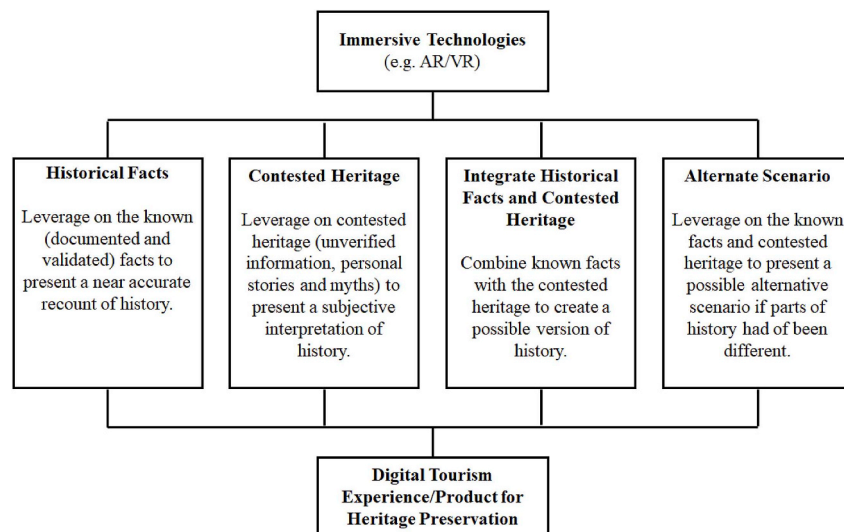 Immersive Technologies
(e.g. AR/VR)
Historical Facts
Leverage on the known
(documented and
validated) facts to
present a near accurate
recount of history.
Contested Heritage
Leverage on contested
heritage (unverified
information, personal
stories and myths) to
present a subjective
interpretation of
history.
Integrate Historical
Facts and Contested
Heritage
Combine known facts
with the contested
heritage to create a
possible version of
history.
Alternate Scenario
Leverage on the known
facts and contested
heritage to present a
possible alternative
scenario if parts of
history had of been
different.
Digital Tourism
Experience/Product for
Heritage Preservation